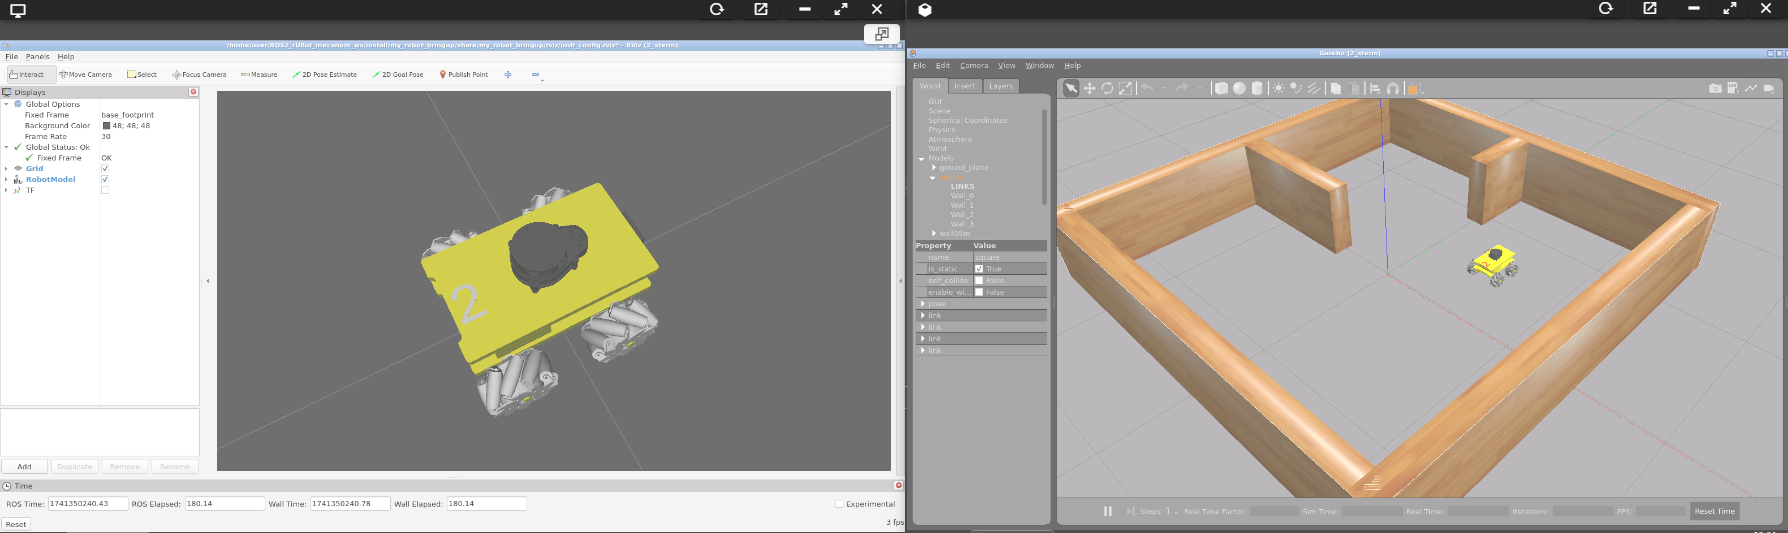 /home/user/ROS2_rUBot_mecanum_ws/install/my_robot_bringup/share/my_robot_bringup/rviz/urdf_config.rviz* - RViz (2_xterm)
File Panels Help
Interact Move Camera Select Focus Camera Measure 2D Pose Estimate 2D Goal Pose Publish Point
Displays
Global Options
Fixed Frame base_footprint
Background Color 48; 48; 48
Frame Rate 30
Global Status: Ok
Fixed Frame OK
Grid
RobotModel
TF
2
Add Duplicate Remove Rename
Time
ROS Time: 1741350240.43 ROS Elapsed: 180.14 Wall Time: 1741350240.78 Wall Elapsed: 180.14 Experimental
Reset 3 fps
Gazebo (2_xterm)
File Edit Camera View Window Help
World Insert Layers
GUI
Scene
Spherical Coordinates
Physics
Atmosphere
Wind
Models
ground_plane
LINKS
Wall_0
Wall_1
Wall_2
Wall_3
wall05m
Property Value
name square
is_static True
self_collide False
enable_wi... False
pose
link
link
link
link
2
Steps: 1 Real Time Factor: Sim Time: Real Time: Iterations: FPS: Reset Time